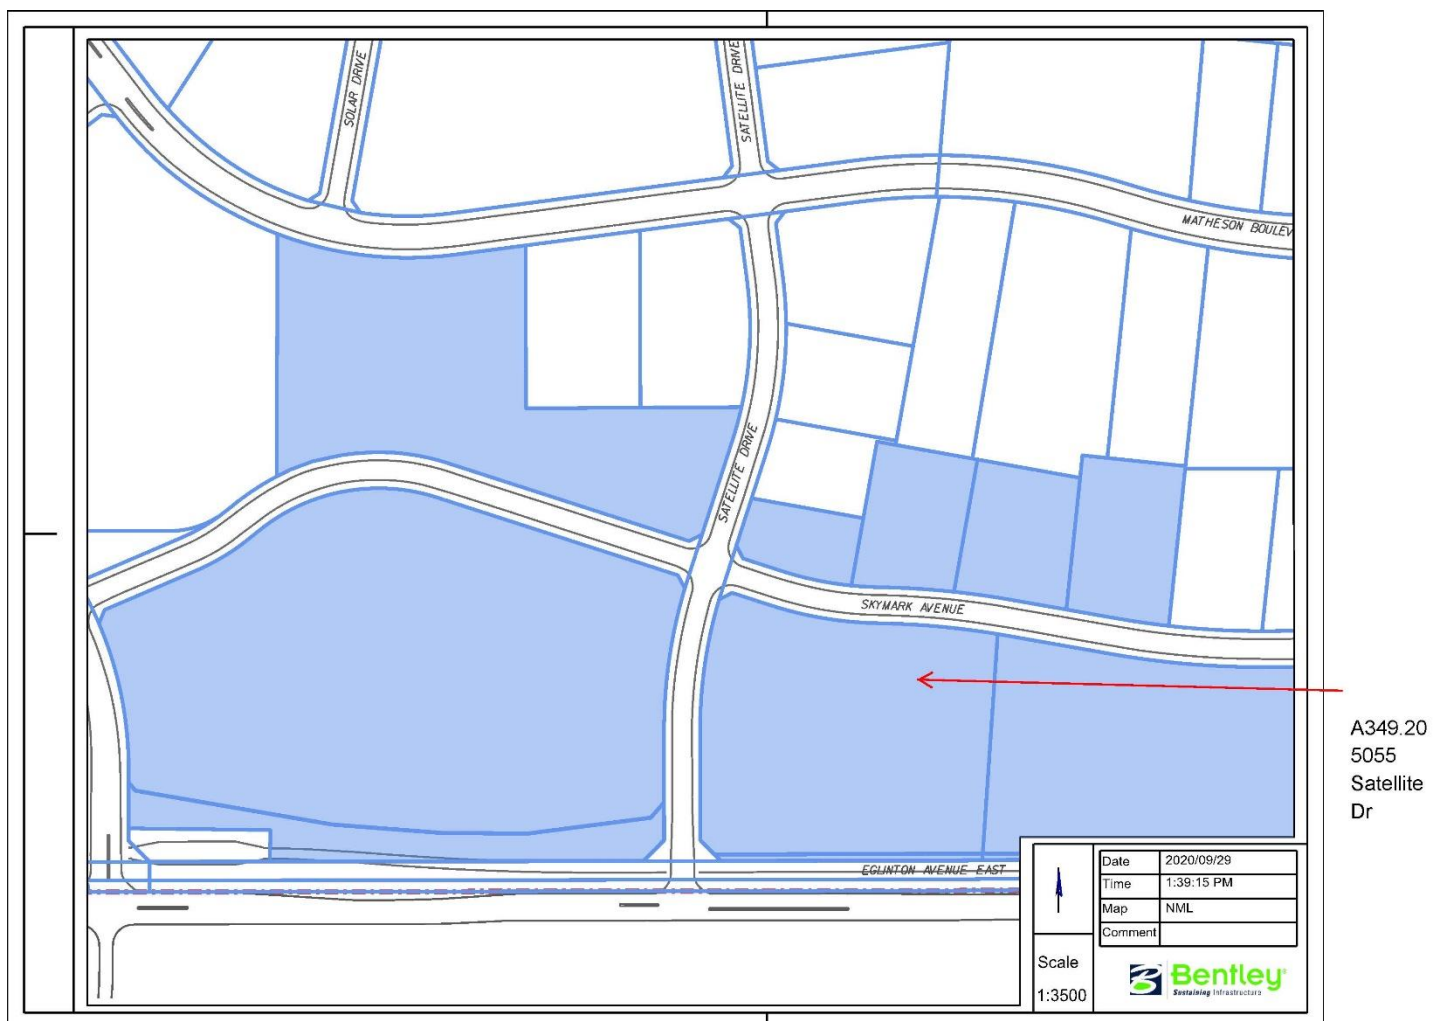 SOLAR DRIVE
SATELLITE DRIVE
MATHESON BOULEV
SATELLITE DRIVE
SKYMARK AVENUE
A349.20
5055
Satellite
Dr
EGLINTON AVENUE EAST
Date 2020/09/29
Time 1:39:15 PM
Map NML
Comment
Scale
1:3500
Bentley
Sustaining Infrastructure